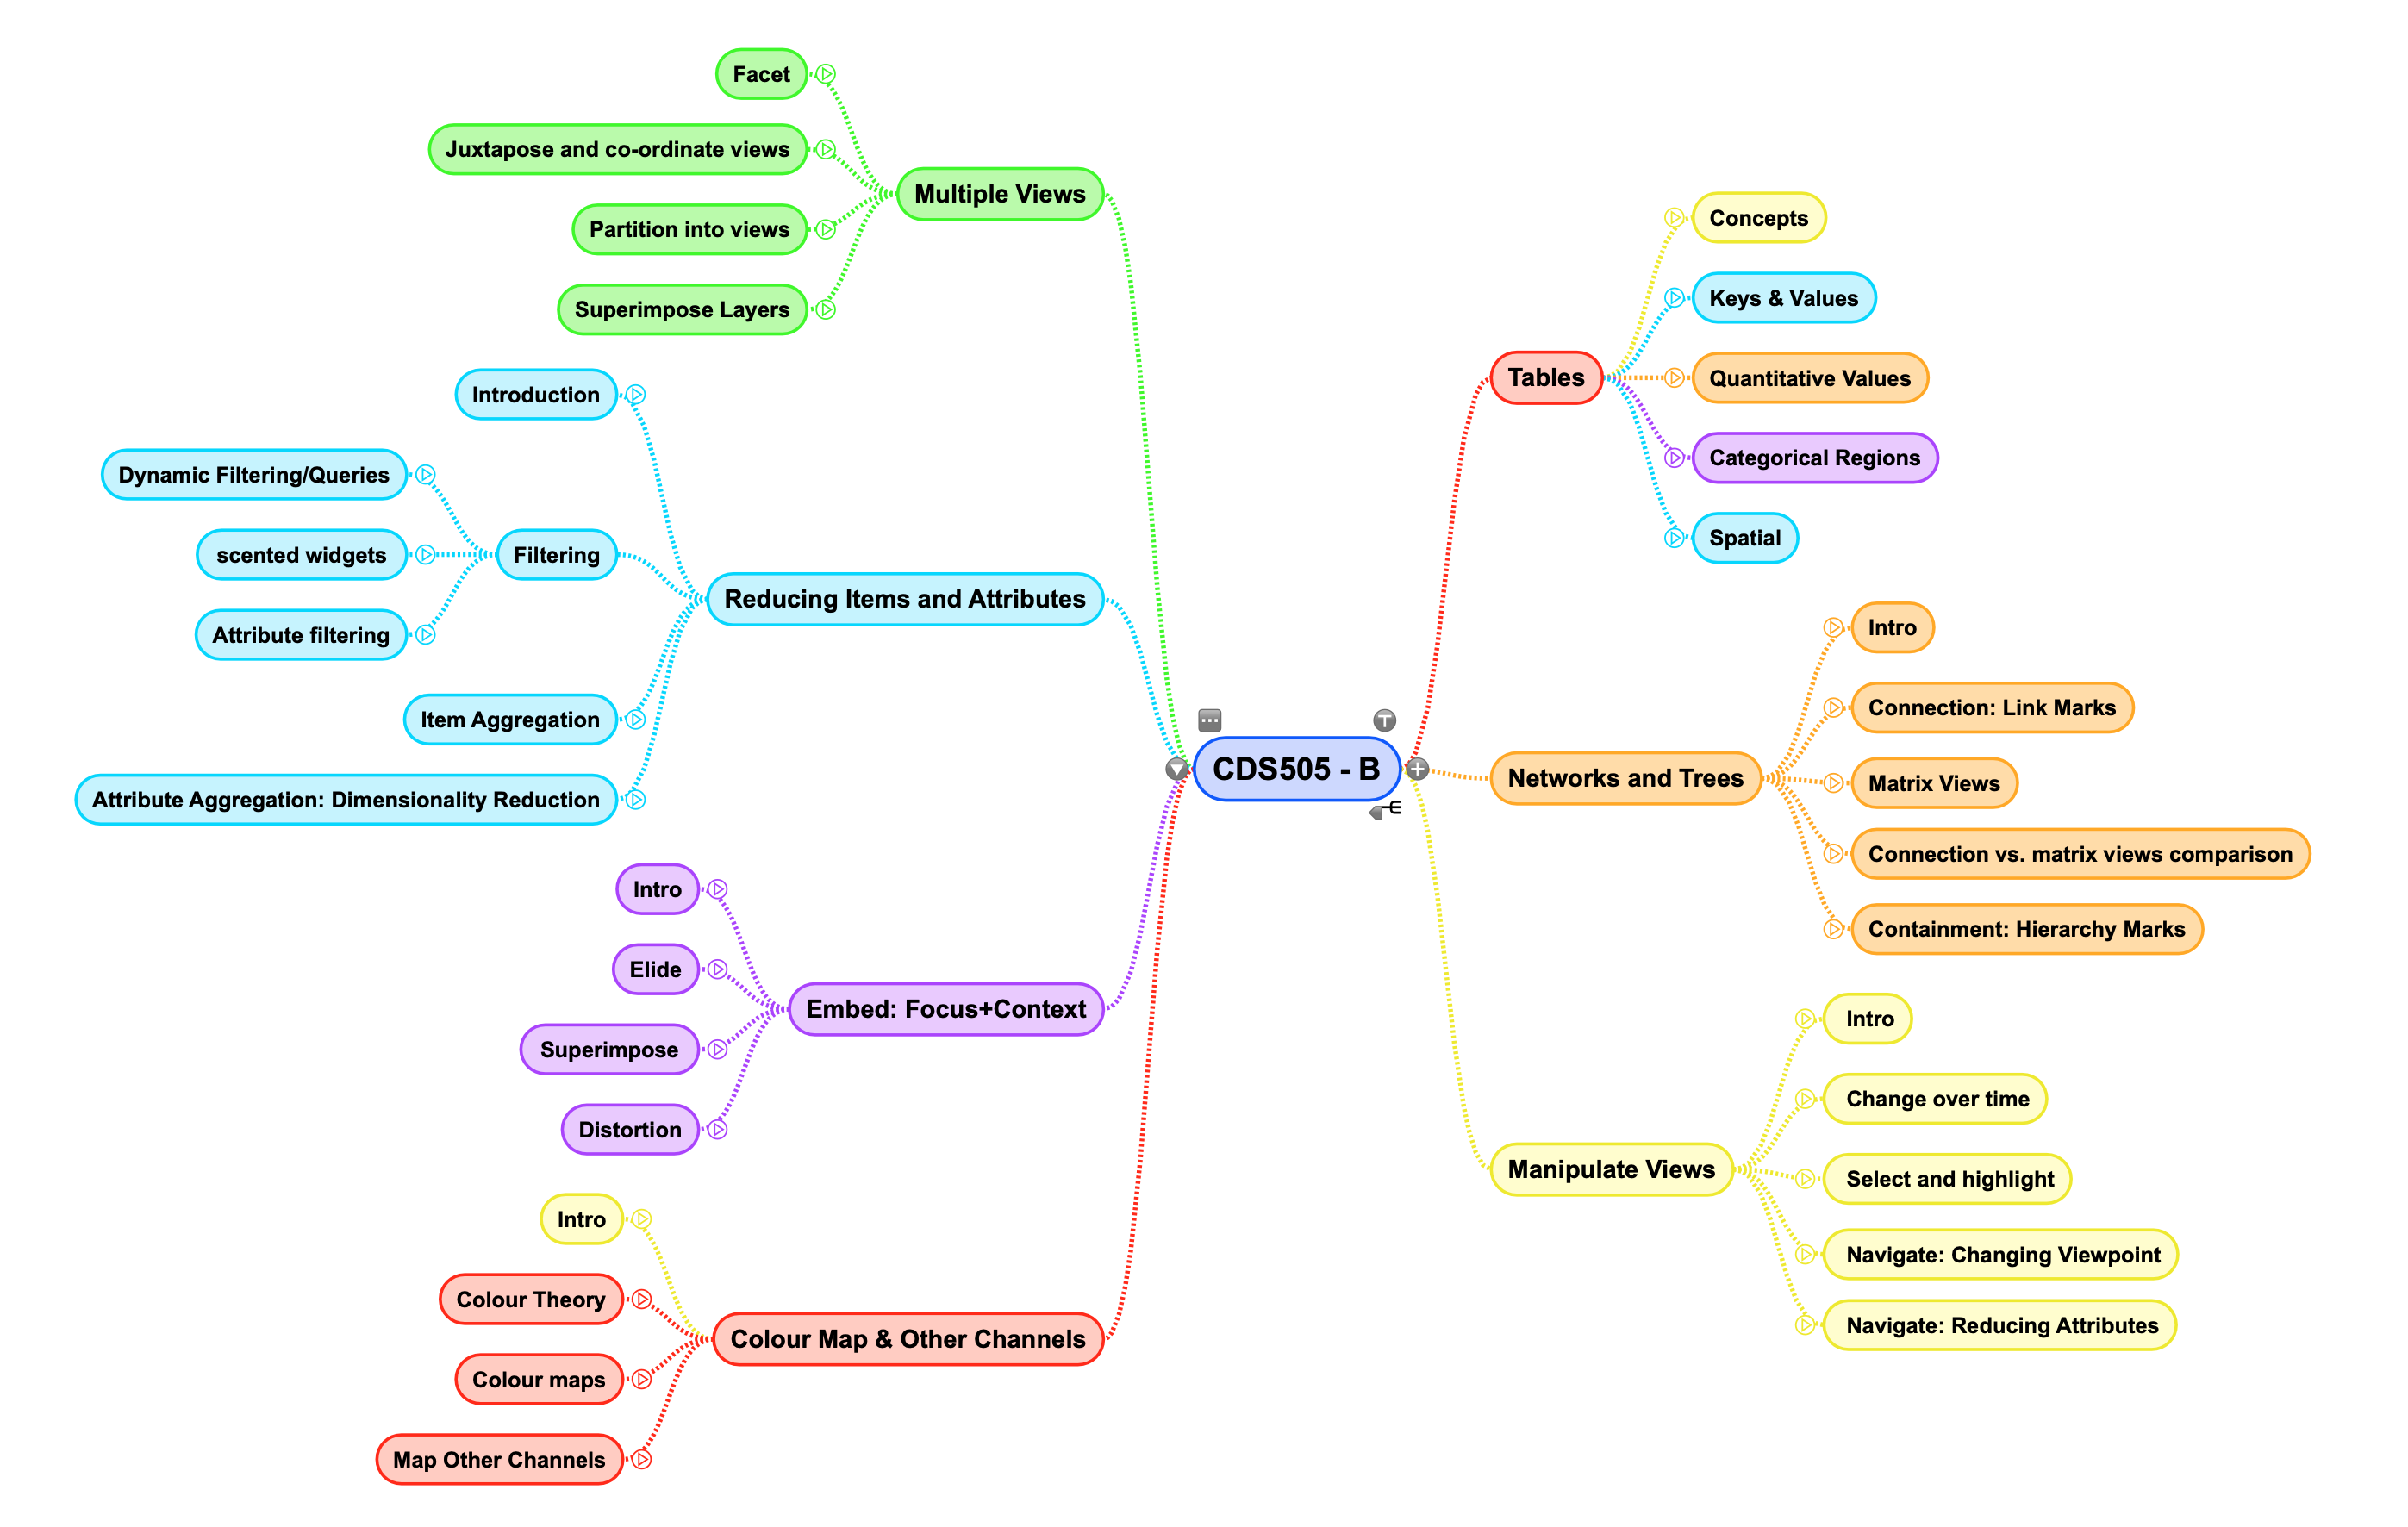 CDS505 - B
Tables
Concepts
Keys & Values
Quantitative Values
Categorical Regions
Spatial
Networks and Trees
Intro
Connection: Link Marks
Matrix Views
Connection vs. matrix views comparison
Containment: Hierarchy Marks
Manipulate Views
Intro
Change over time
Select and highlight
Navigate: Changing Viewpoint
Navigate: Reducing Attributes
Multiple Views
Facet
Juxtapose and co-ordinate views
Partition into views
Superimpose Layers
Reducing Items and Attributes
Introduction
Filtering
Dynamic Filtering/Queries
scented widgets
Attribute filtering
Item Aggregation
Attribute Aggregation: Dimensionality Reduction
Embed: Focus+Context
Intro
Elide
Superimpose
Distortion
Colour Map & Other Channels
Intro
Colour Theory
Colour maps
Map Other Channels